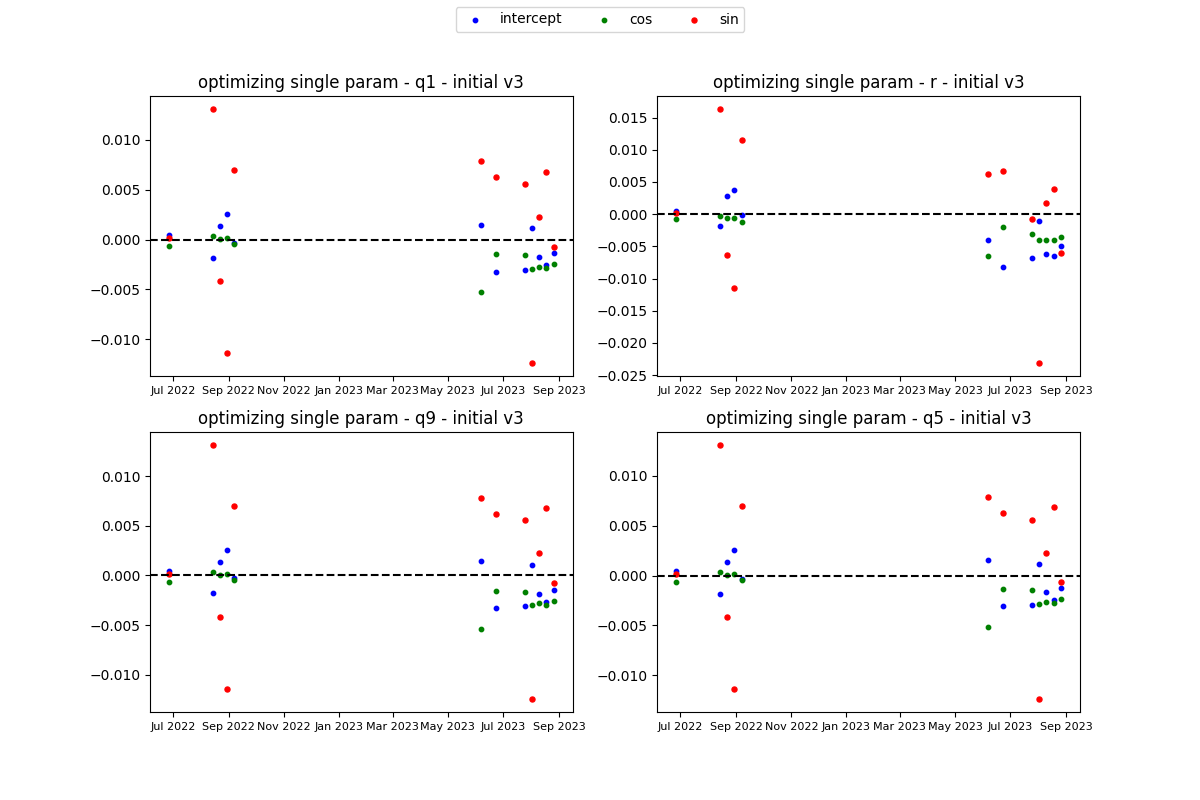 intercept cos sin
optimizing single param - q1 - initial v3
0.010
0.005
0.000
−0.005
−0.010
Jul 2022 Sep 2022 Nov 2022 Jan 2023 Mar 2023 May 2023 Jul 2023 Sep 2023
optimizing single param - r - initial v3
0.015
0.010
0.005
0.000
−0.005
−0.010
−0.015
−0.020
−0.025
Jul 2022 Sep 2022 Nov 2022 Jan 2023 Mar 2023 May 2023 Jul 2023 Sep 2023
optimizing single param - q9 - initial v3
0.010
0.005
0.000
−0.005
−0.010
Jul 2022 Sep 2022 Nov 2022 Jan 2023 Mar 2023 May 2023 Jul 2023 Sep 2023
optimizing single param - q5 - initial v3
0.010
0.005
0.000
−0.005
−0.010
Jul 2022 Sep 2022 Nov 2022 Jan 2023 Mar 2023 May 2023 Jul 2023 Sep 2023